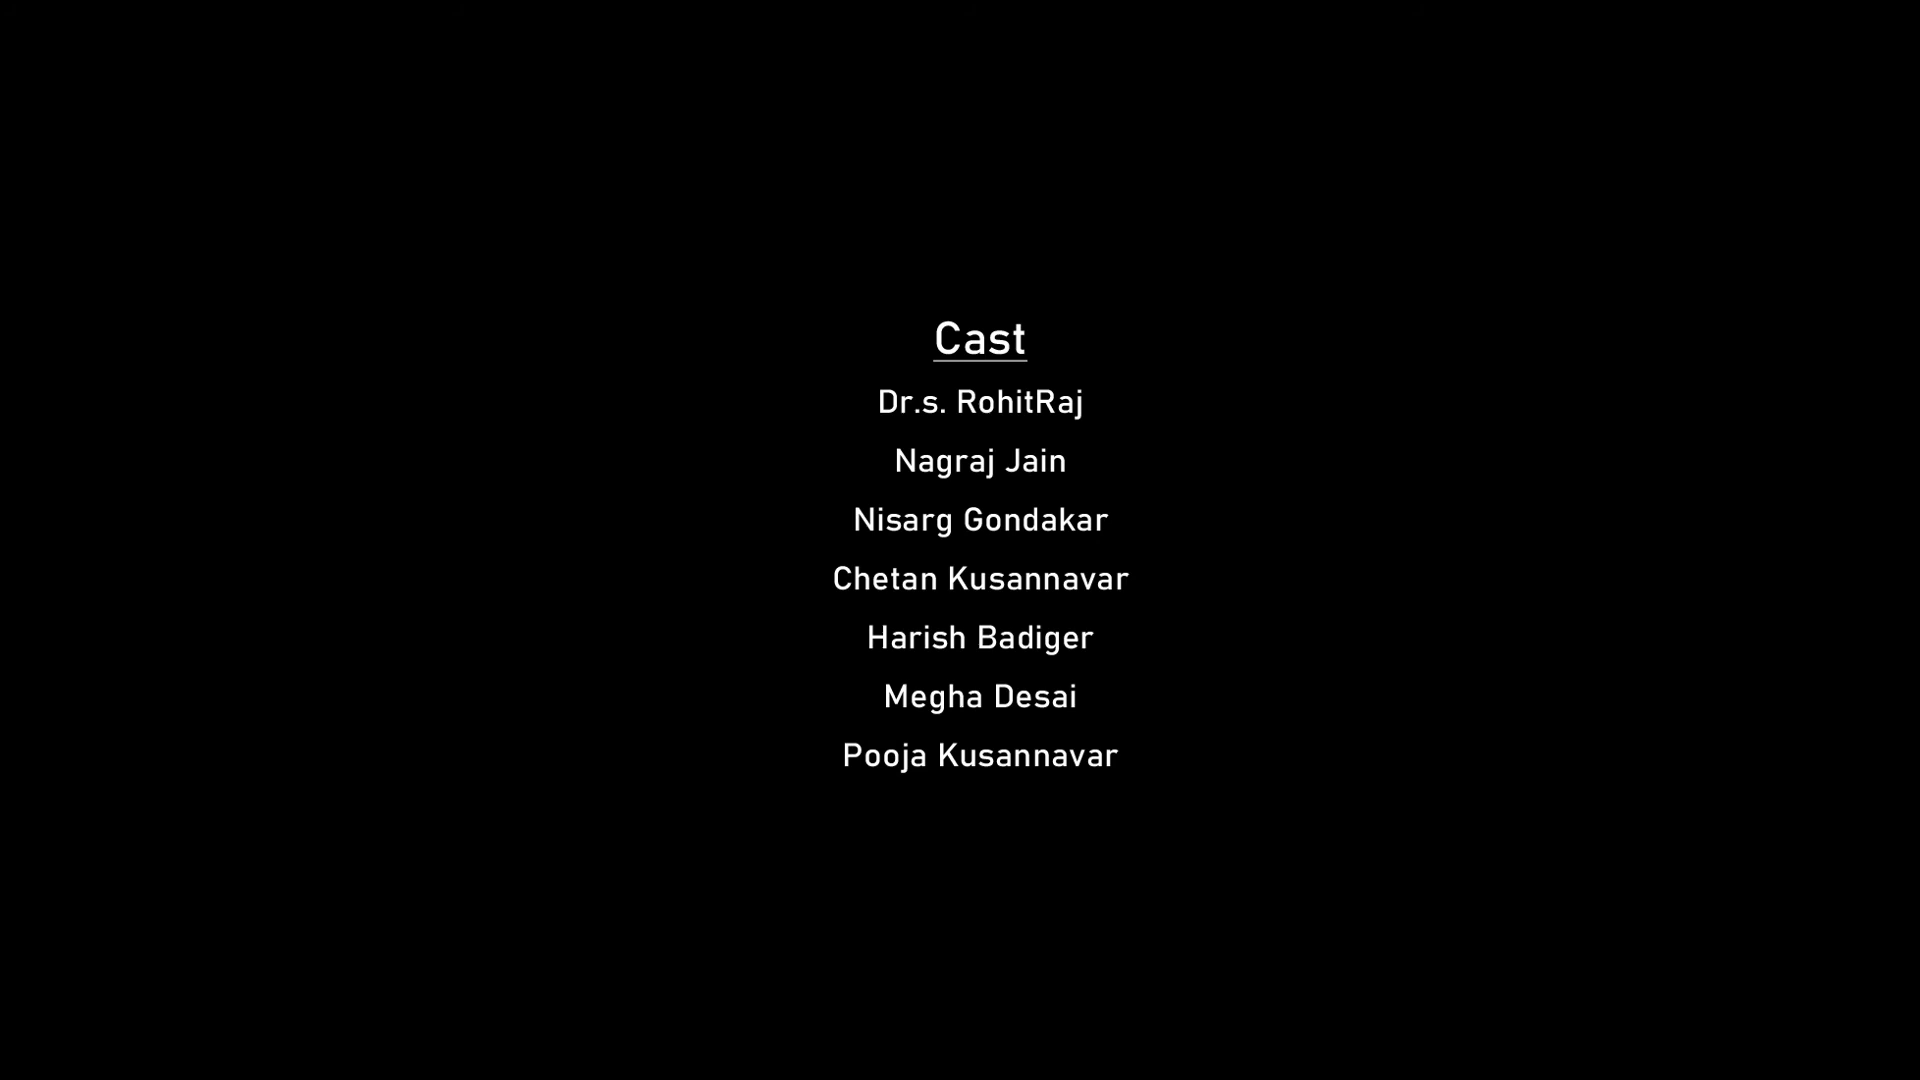 Cast
Dr.s. RohitRaj
Nagraj Jain
Nisarg Gondakar
Chetan Kusannavar
Harish Badiger
Megha Desai
Pooja Kusannavar